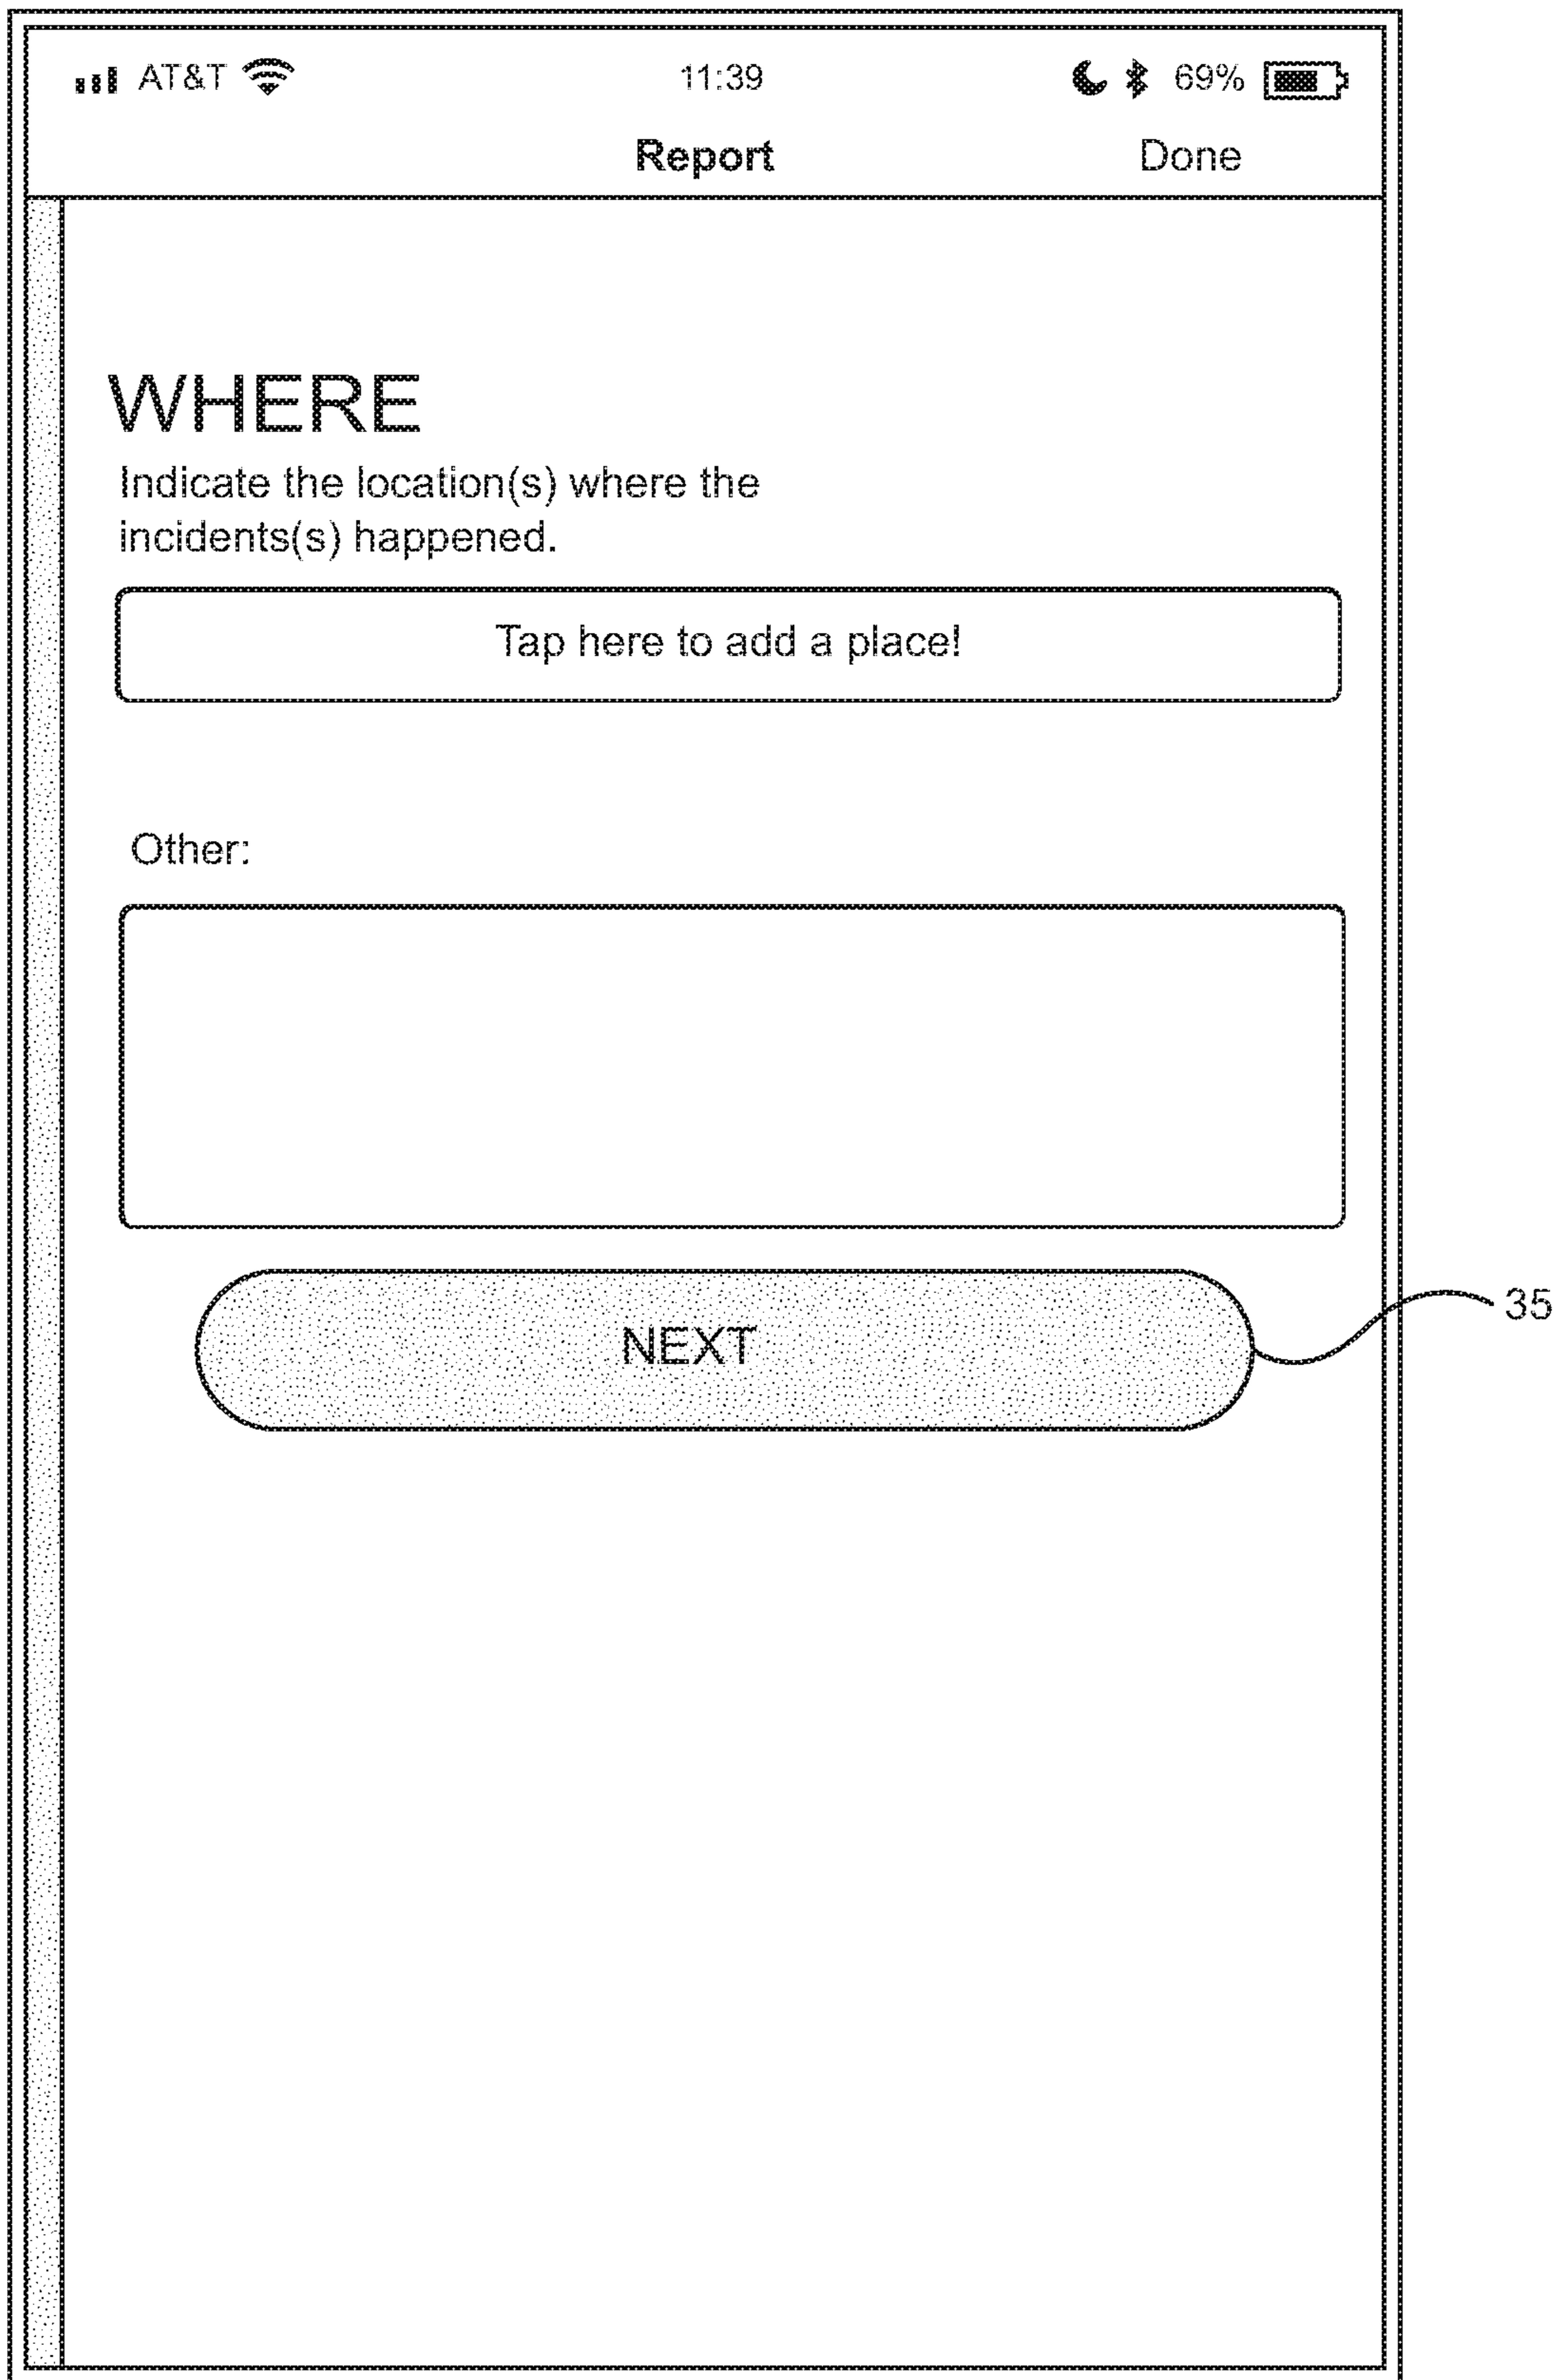 AT&T 11:39 69%
Report Done
WHERE
Indicate the location(s) where the
incidents(s) happened.
Tap here to add a place!
Other:
NEXT
35